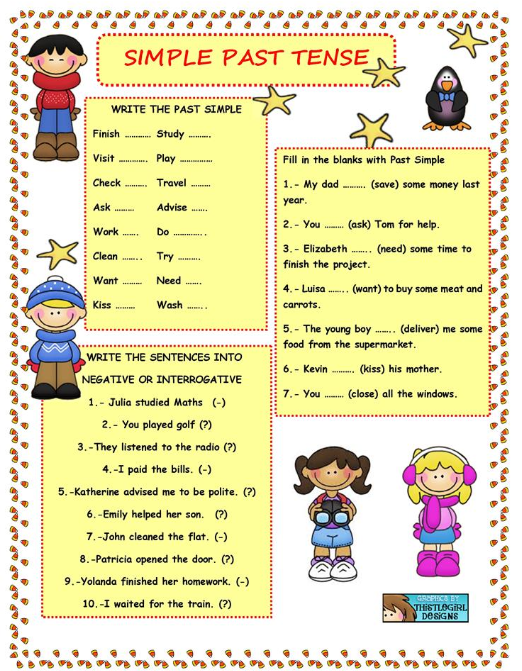 SIMPLE PAST TENSE
WRITE THE PAST SIMPLE
Finish ............ Study ..........
Visit ............. Play ...............
Check .......... Travel .........
Ask ......... Advise .......
Work ....... Do .............
Clean ........ Try ..........
Want ......... Need .......
Kiss ......... Wash ........
Fill in the blanks with Past Simple
1.- My dad .......... (save) some money last
year.
2.- You ......... (ask) Tom for help.
3.- Elizabeth ........ (need) some time to
finish the project.
4.- Luisa ........ (want) to buy some meat and
carrots.
5.- The young boy ........ (deliver) me some
food from the supermarket.
6.- Kevin .......... (kiss) his mother.
7.- You ......... (close) all the windows.
WRITE THE SENTENCES INTO
NEGATIVE OR INTERROGATIVE
1.- Julia studied Maths (-)
2.- You played golf (?)
3.-They listened to the radio (?)
4.-I paid the bills. (-)
5.-Katherine advised me to be polite. (?)
6.-Emily helped her son. (?)
7.-John cleaned the flat. (-)
8.-Patricia opened the door. (?)
9.-Yolanda finished her homework. (-)
10.-I waited for the train. (?)
GRAPHICS BY
THISTLEGIRL
DESIGNS